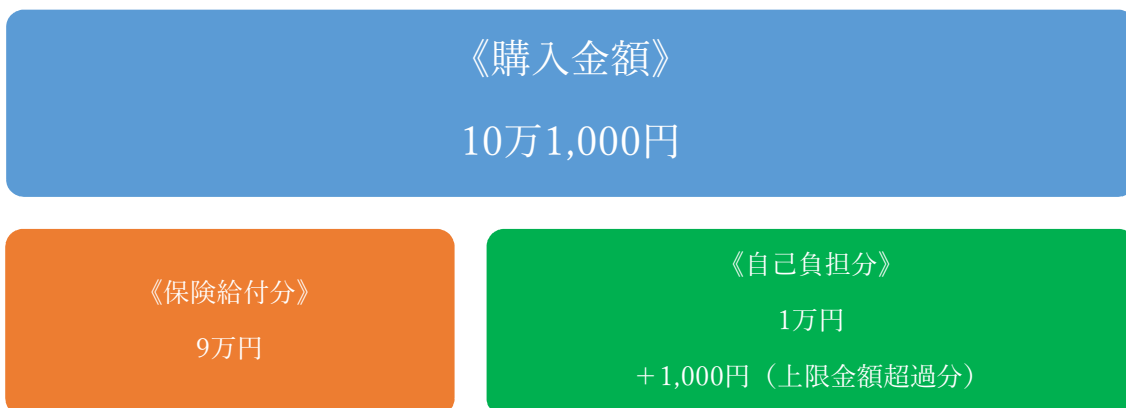 《購入金額》
10万1,000円
《保険給付分》
9万円
《自己負担分》
1万円
＋1,000円（上限金額超過分）